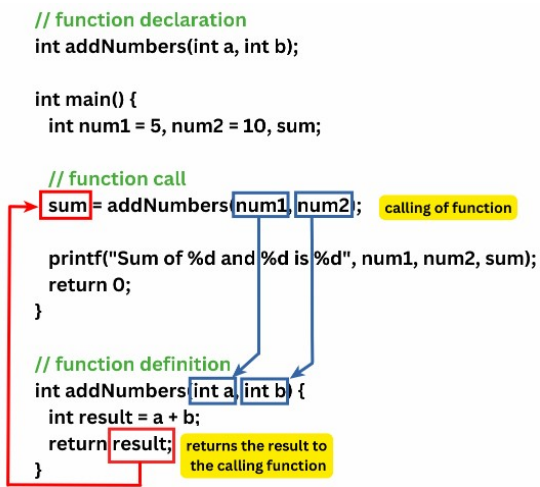 // function declaration
int addNumbers(int a, int b);
int main() {
int num1 = 5, num2 = 10, sum;
// function call
sum = addNumbers(num1, num2); calling of function
printf("Sum of %d and %d is %d", num1, num2, sum);
return 0;
}
// function definition
int addNumbers(int a, int b) {
int result = a + b;
return result; returns the result to
the calling function
}